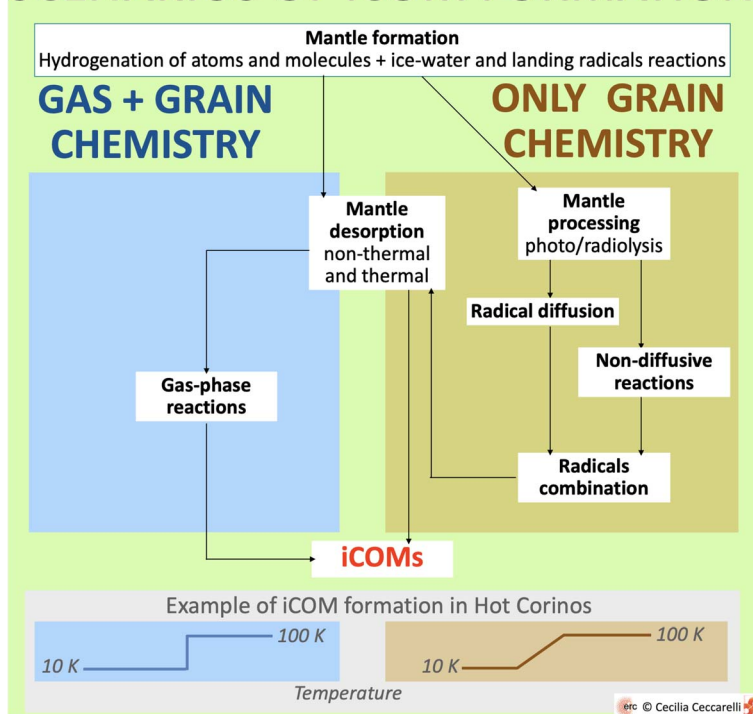 Mantle formation
Hydrogenation of atoms and molecules + ice-water and landing radicals reactions
GAS + GRAIN
CHEMISTRY
ONLY GRAIN
CHEMISTRY
Mantle
desorption
non-thermal
and thermal
Mantle
processing
photo/radiolysis
Radical diffusion
Non-diffusive
reactions
Gas-phase
reactions
Radicals
combination
iCOMs
Example of iCOM formation in Hot Corinos
10 K
100 K
10 K
100 K
Temperature
erc © Cecilia Ceccarelli